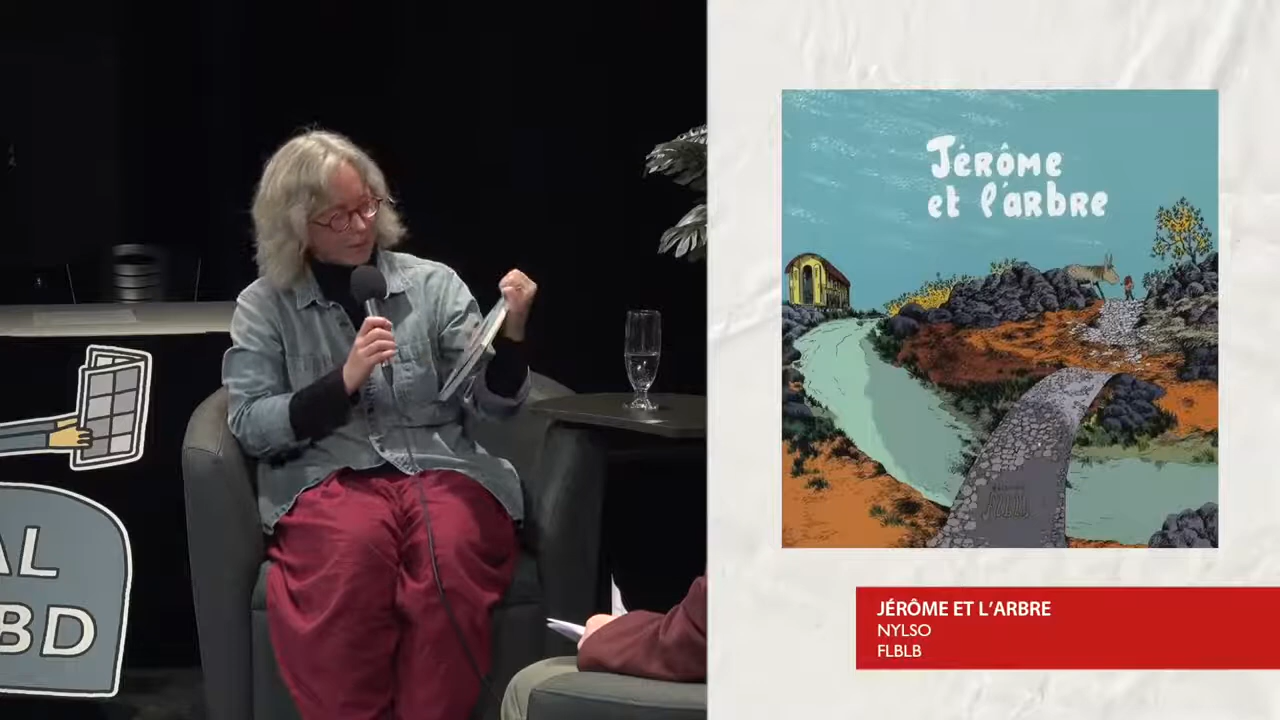 AL
BD
Jérôme
et l'arbre
JÉRÔME ET L'ARBRE
NYLSO
FLBLB